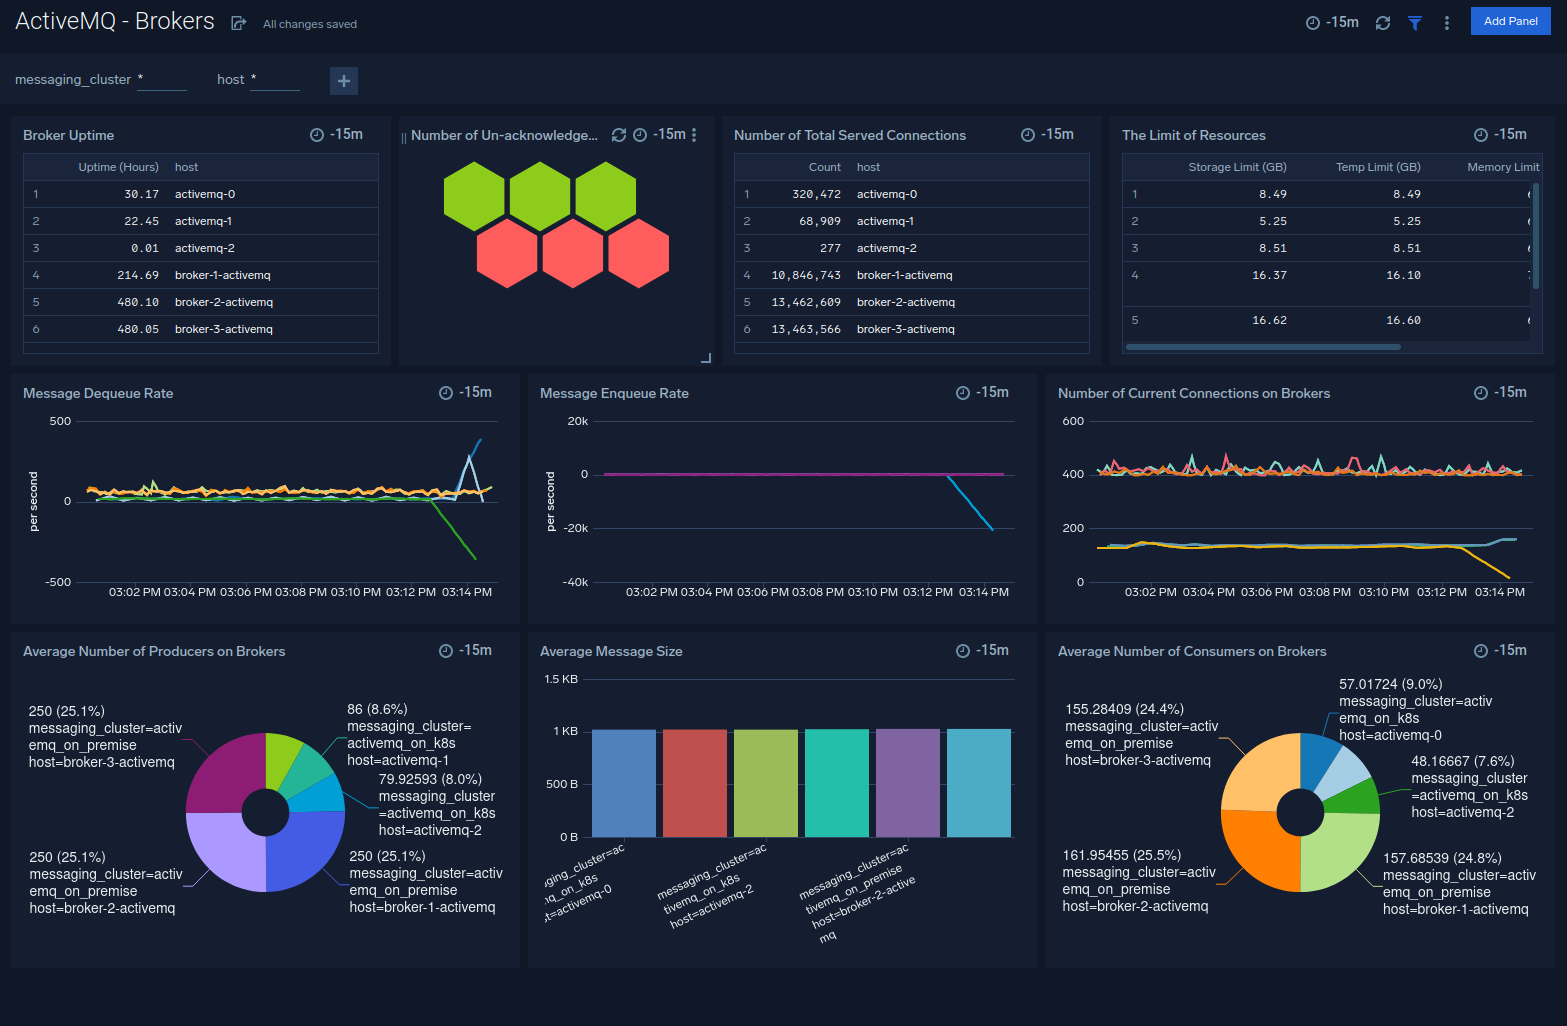 ActiveMQ - Brokers
All changes saved
-15m
Add Panel
messaging_cluster *
host *
Broker Uptime
-15m
Uptime (Hours) host
1 30.17 activemq-0
2 22.45 activemq-1
3 0.01 activemq-2
4 214.69 broker-1-activemq
5 480.10 broker-2-activemq
6 480.05 broker-3-activemq
Number of Un-acknowledge...
-15m
Number of Total Served Connections
-15m
Count host
1 320,472 activemq-0
2 68,909 activemq-1
3 277 activemq-2
4 10,846,743 broker-1-activemq
5 13,462,609 broker-2-activemq
6 13,463,566 broker-3-activemq
The Limit of Resources
-15m
Storage Limit (GB) Temp Limit (GB) Memory Limit
1 8.49 8.49
2 5.25 5.25
3 8.51 8.51
4 16.37 16.10
5 16.62 16.60
Message Dequeue Rate
-15m
per second
500
0
-500
03:02 PM 03:04 PM 03:06 PM 03:08 PM 03:10 PM 03:12 PM 03:14 PM
Message Enqueue Rate
-15m
per second
20k
0
-20k
-40k
03:02 PM 03:04 PM 03:06 PM 03:08 PM 03:10 PM 03:12 PM 03:14 PM
Number of Current Connections on Brokers
-15m
600
400
200
0
03:02 PM 03:04 PM 03:06 PM 03:08 PM 03:10 PM 03:12 PM 03:14 PM
Average Number of Producers on Brokers
-15m
250 (25.1%)
messaging_cluster=activ
emq_on_premise
host=broker-3-activemq
86 (8.6%)
messaging_cluster=
activemq_on_k8s
host=activemq-1
79.92593 (8.0%)
messaging_cluster
=activemq_on_k8s
host=activemq-2
250 (25.1%)
messaging_cluster=activ
emq_on_premise
host=broker-2-activemq
250 (25.1%)
messaging_cluster=activ
emq_on_premise
host=broker-1-activemq
Average Message Size
-15m
1.5 KB
1 KB
500 B
0 B
ging_cluster=ac
q_on_k8s
t=activemq-0
messaging_cluster=ac
tivemq_on_k8s
host=activemq-2
messaging_cluster=ac
tivemq_on_premise
host=broker-2-active
mq
Average Number of Consumers on Brokers
-15m
57.01724 (9.0%)
messaging_cluster=activ
emq_on_k8s
host=activemq-0
155.28409 (24.4%)
messaging_cluster=activ
emq_on_premise
host=broker-3-activemq
48.16667 (7.6%)
messaging_cluster
=activemq_on_k8s
host=activemq-2
161.95455 (25.5%)
messaging_cluster=activ
emq_on_premise
host=broker-2-activemq
157.68539 (24.8%)
messaging_cluster=activ
emq_on_premise
host=broker-1-activemq